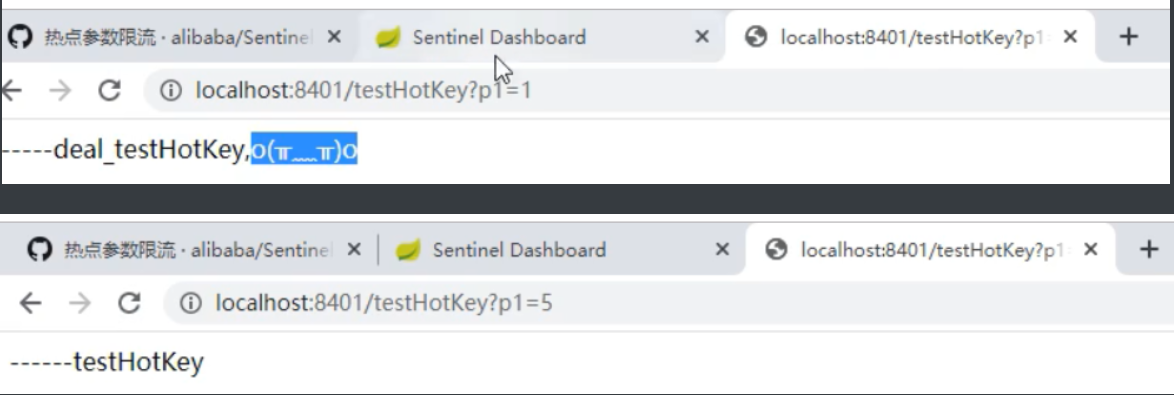 热点参数限流 · alibaba/Sentinel
Sentinel Dashboard
localhost:8401/testHotKey?p1=
localhost:8401/testHotKey?p1=1
-----deal_testHotKey,o(╥﹏╥)o
热点参数限流 · alibaba/Sentinel
Sentinel Dashboard
localhost:8401/testHotKey?p1=
localhost:8401/testHotKey?p1=5
------testHotKey